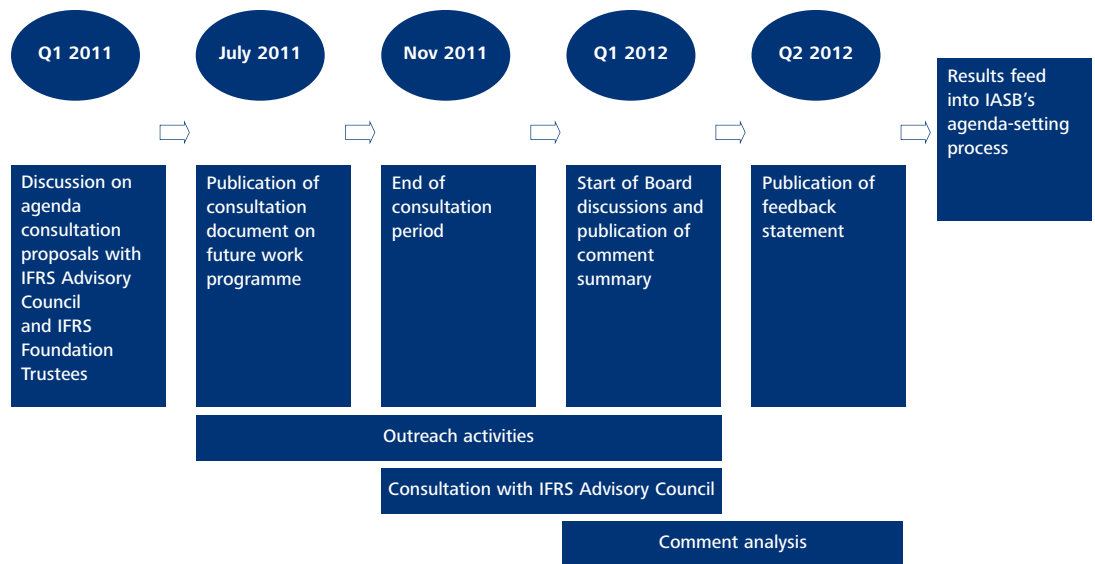 Q1 2011
July 2011
Nov 2011
Q1 2012
Q2 2012
Results feed
into IASB's
agenda-setting
process
Discussion on
agenda
consultation
proposals with
IFRS Advisory
Council
and IFRS
Foundation
Trustees
Publication of
consultation
document on
future work
programme
End of
consultation
period
Start of Board
discussions and
publication of
comment
summary
Publication of
feedback
statement
Outreach activities
Consultation with IFRS Advisory Council
Comment analysis